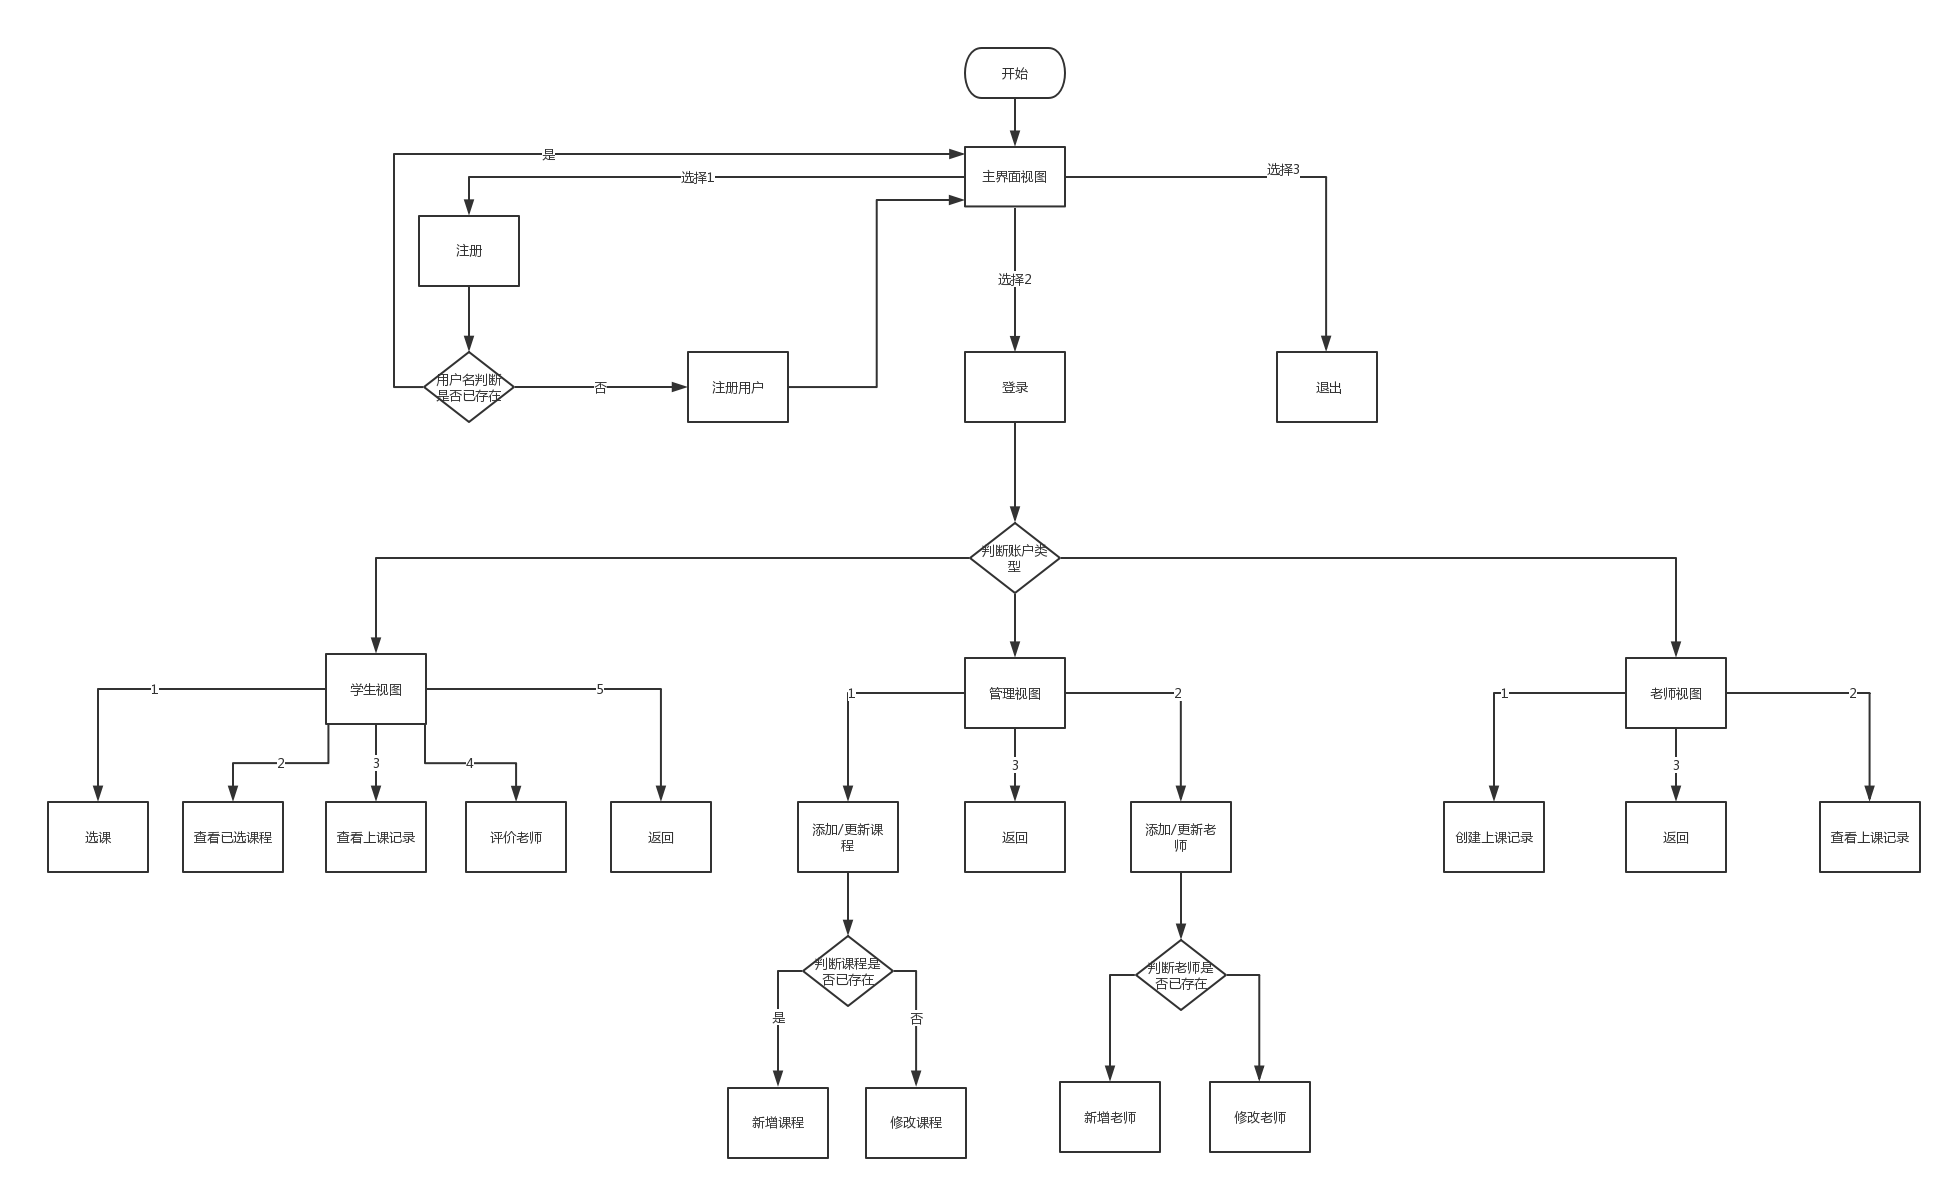 开始
是
选择1
主界面视图
选择3
注册
选择2
用户名判断
是否已存在
否
注册用户
登录
退出
判断账户类
型
学生视图
管理视图
老师视图
1
5
1
2
1
2
2
3
4
3
3
选课
查看已选课程
查看上课记录
评价老师
返回
添加/更新课
程
返回
添加/更新老
师
创建上课记录
返回
查看上课记录
判断课程是
否已存在
判断老师是
否已存在
是
否
新增课程
修改课程
新增老师
修改老师